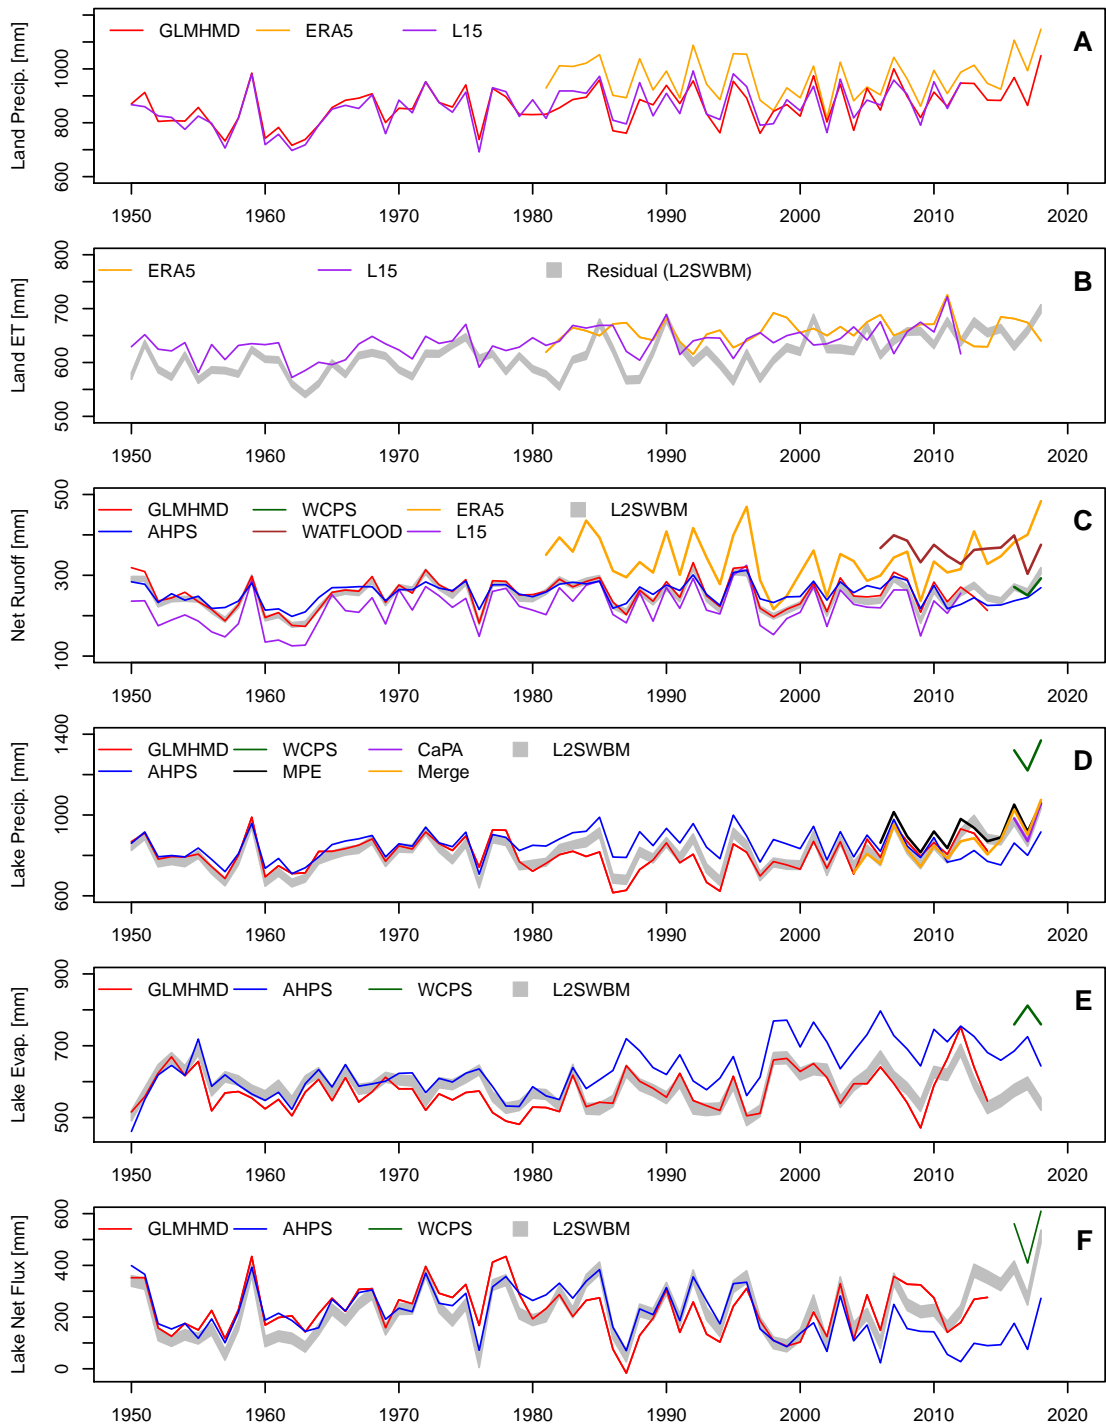 Land Precip. [mm]
600 800 1000
GLMHMD ERA5 L15
A
1950 1960 1970 1980 1990 2000 2010 2020
Land ET [mm]
500 600 700 800
ERA5 L15 Residual (L2SWBM)
B
1950 1960 1970 1980 1990 2000 2010 2020
Net Runoff [mm]
100 300 500
GLMHMD WCPS ERA5 L2SWBM
AHPS WATFLOOD L15
C
1950 1960 1970 1980 1990 2000 2010 2020
Lake Precip. [mm]
600 1000 1400
GLMHMD WCPS CaPA L2SWBM
AHPS MPE Merge
D
1950 1960 1970 1980 1990 2000 2010 2020
Lake Evap. [mm]
500 700 900
GLMHMD AHPS WCPS L2SWBM
E
1950 1960 1970 1980 1990 2000 2010 2020
Lake Net Flux [mm]
0 200 400 600
GLMHMD AHPS WCPS L2SWBM
F
1950 1960 1970 1980 1990 2000 2010 2020